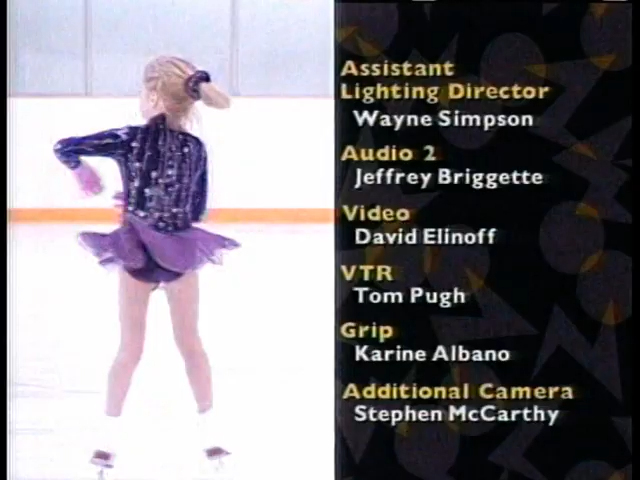 Assistant
Lighting Director
Wayne Simpson
Audio 2
Jeffrey Briggette
Video
David Elinoff
VTR
Tom Pugh
Grip
Karine Albano
Additional Camera
Stephen McCarthy